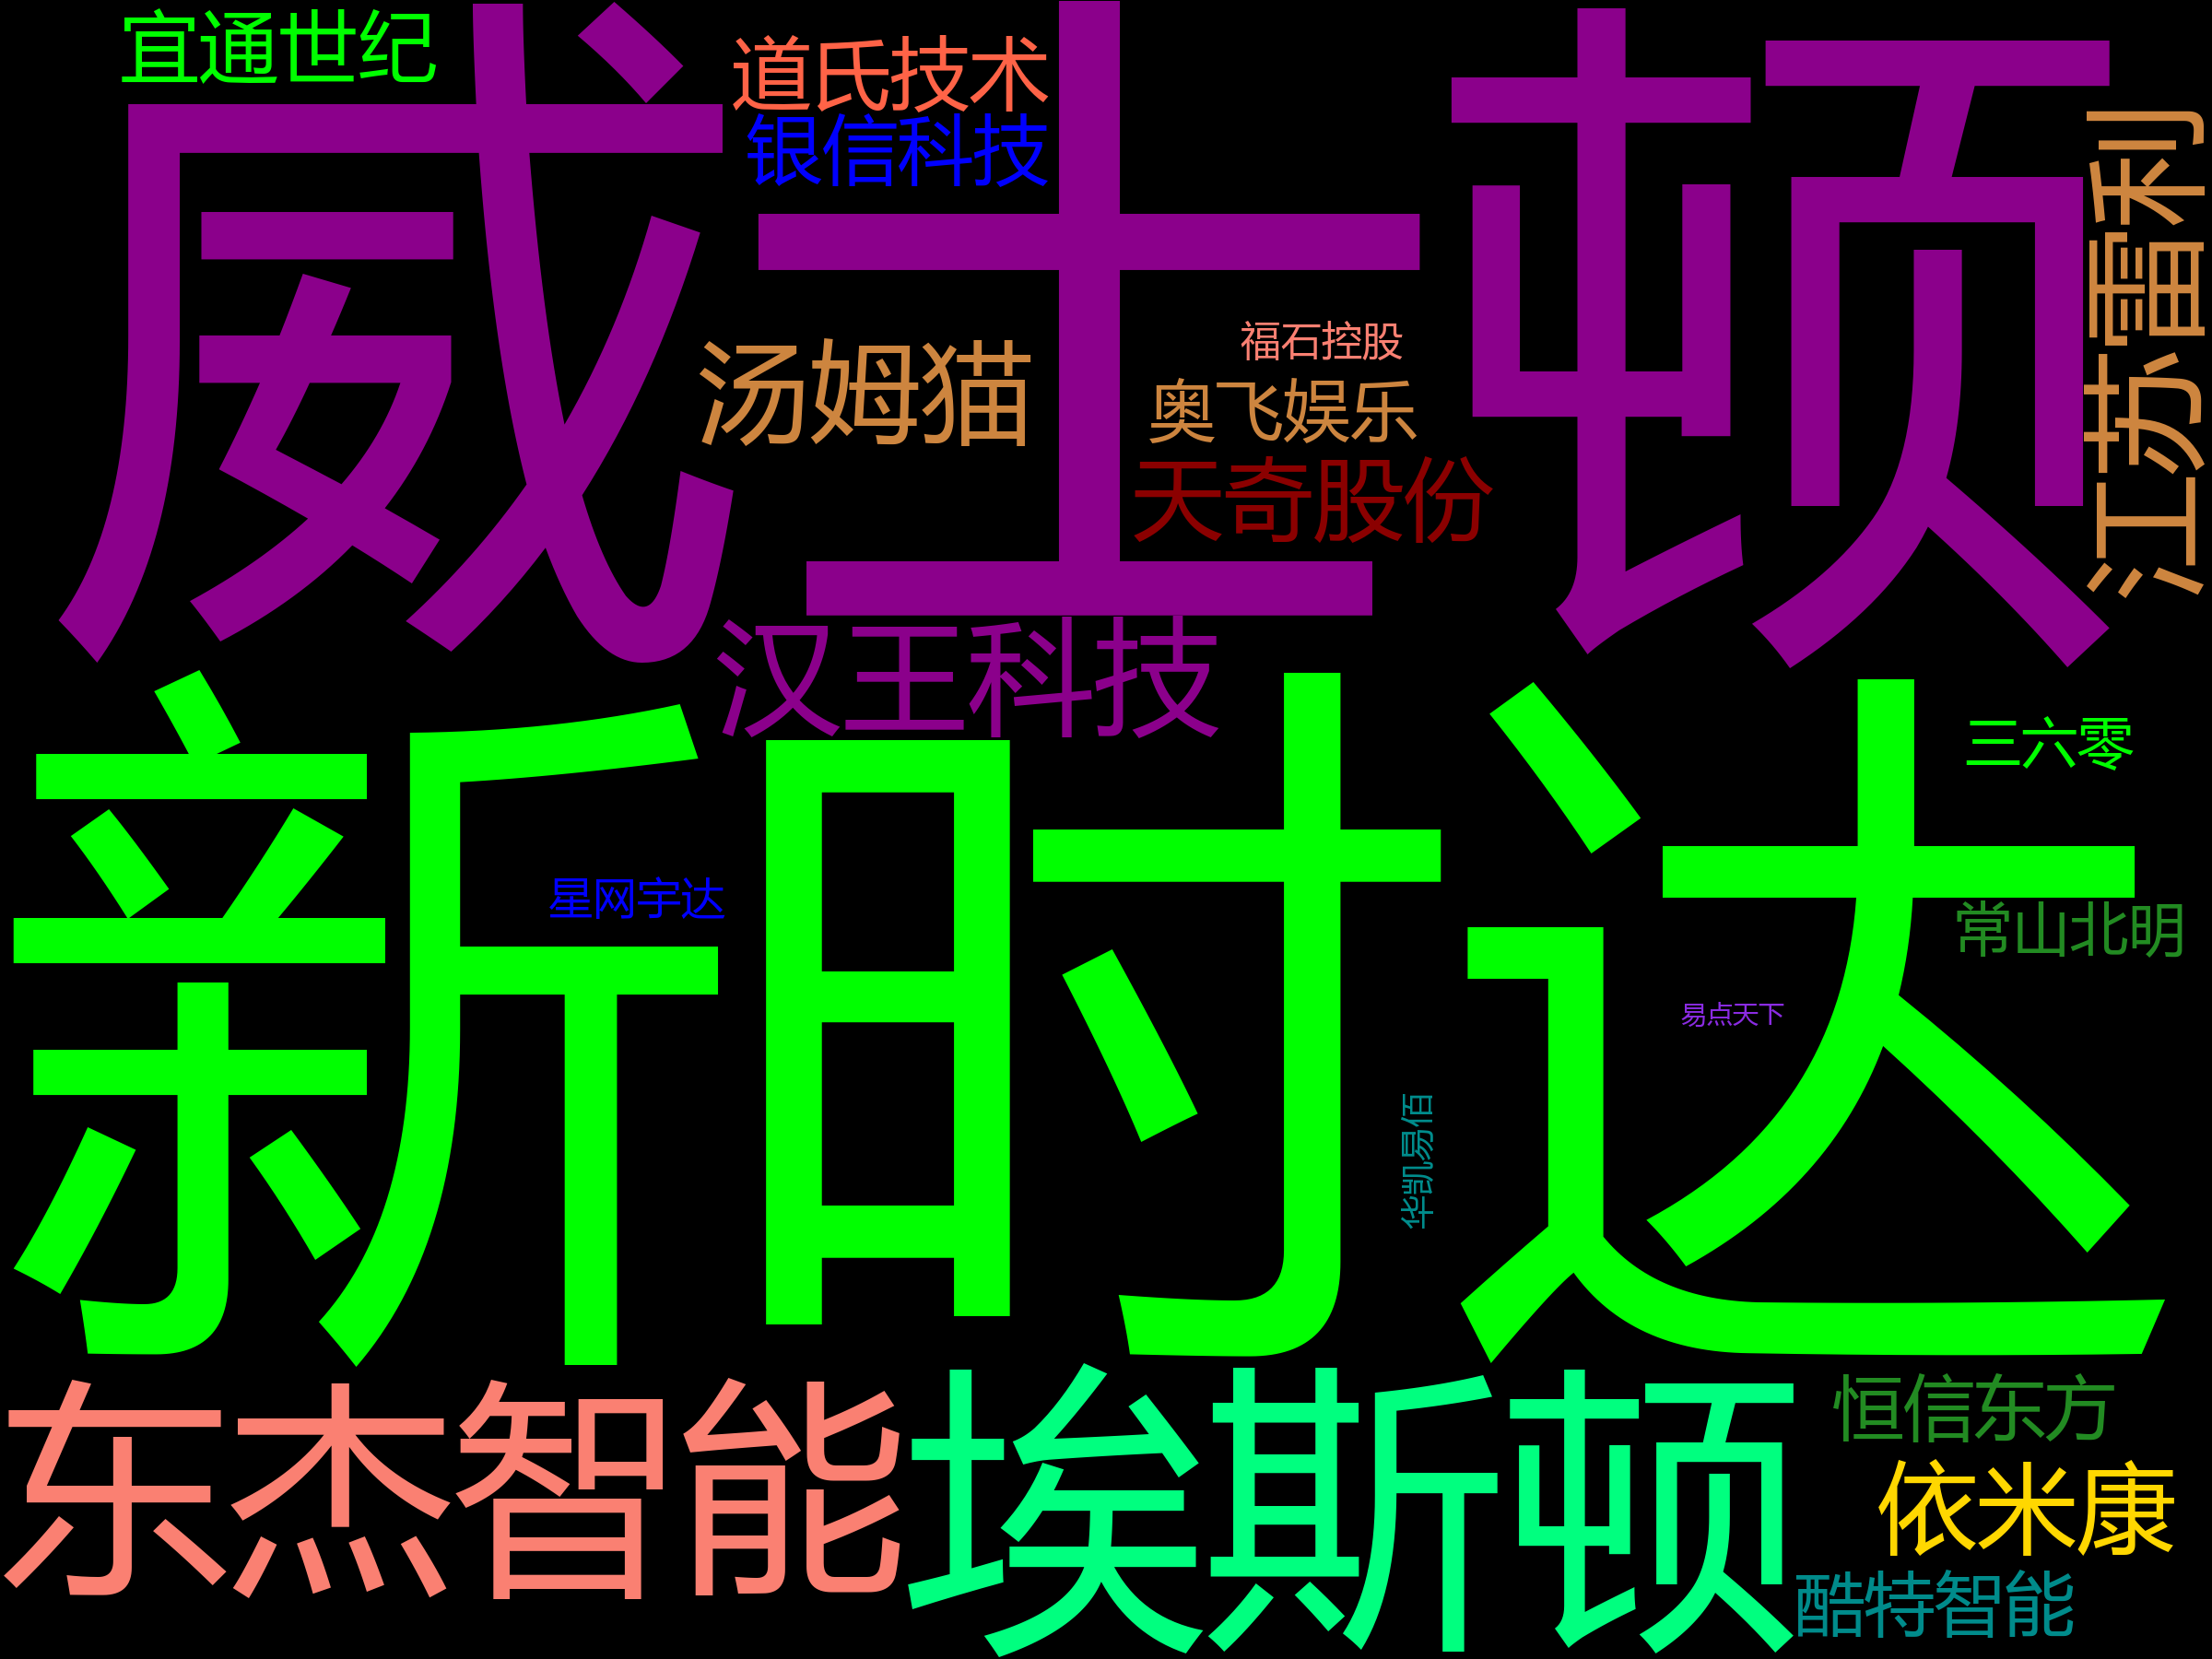 宜通世纪
道氏技术
银信科技
威士顿
江苏雷利
福石控股
汤姆猫
奥飞娱乐
天奇股份
汉王科技
新时达
三六零
星网宇达
常山北明
易点天下
华凯易佰
东杰智能
埃斯顿
恒信东方
依米康
酷特智能